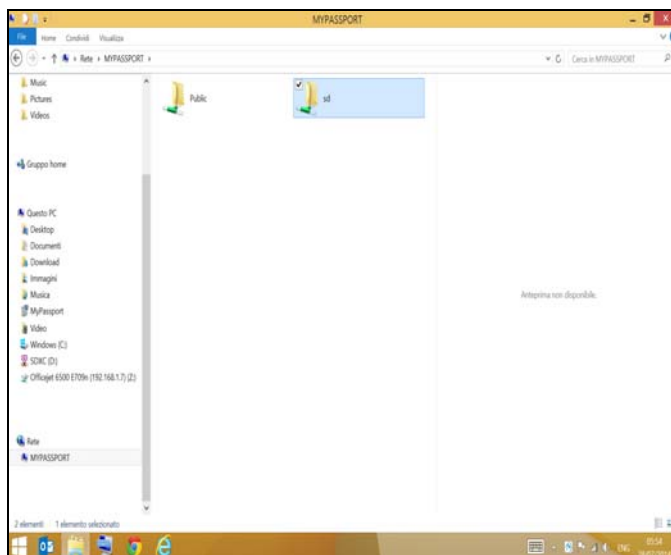 MYPASSPORT
File Home Condividi Visualizza
Rete MYPASSPORT Cerca in MYPASSPORT
Music
Pictures
Videos
Public
sd
Gruppo home
Questo PC
Desktop
Documenti
Download
Immagini
Musica
MyPassport
Video
Windows (C:)
SDXC (D:)
Officejet 6500 E709n (192.168.1.7) (Z:)
Anteprima non disponibile.
Rete
MYPASSPORT
2 elementi 1 elemento selezionato
ENG
05:54